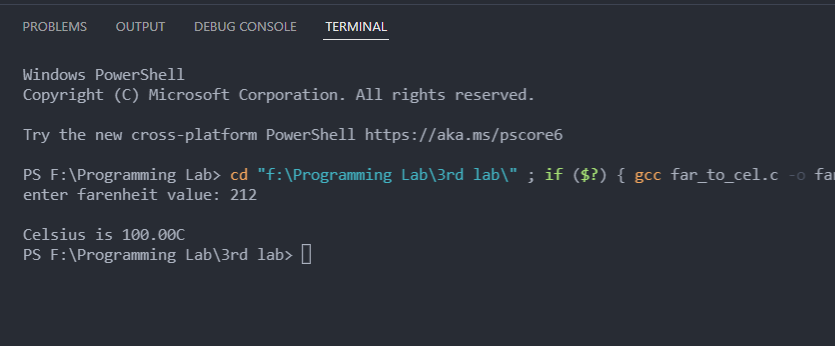 PROBLEMS OUTPUT DEBUG CONSOLE TERMINAL
Windows PowerShell
Copyright (C) Microsoft Corporation. All rights reserved.
Try the new cross-platform PowerShell https://aka.ms/pscore6
PS F:\Programming Lab> cd "f:\Programming Lab\3rd lab\" ; if ($?) { gcc far_to_cel.c -o far
enter farenheit value: 212
Celsius is 100.00C
PS F:\Programming Lab\3rd lab>